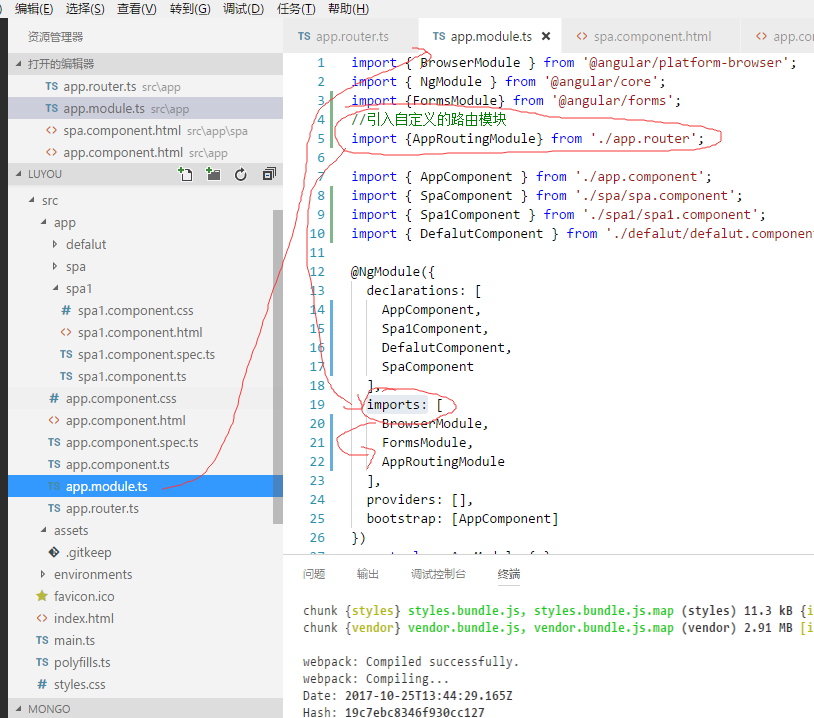 ) 编辑(E) 选择(S) 查看(V) 转到(G) 调试(D) 任务(T) 帮助(H)
资源管理器
打开的编辑器
TS app.router.ts src\app
TS app.module.ts src\app
<> spa.component.html src\app\spa
<> app.component.html src\app
LUYOU
src
app
defalut
spa
spa1
# spa1.component.css
<> spa1.component.html
TS spa1.component.spec.ts
TS spa1.component.ts
# app.component.css
<> app.component.html
TS app.component.spec.ts
TS app.component.ts
TS app.module.ts
TS app.router.ts
assets
.gitkeep
environments
favicon.ico
<> index.html
TS main.ts
TS polyfills.ts
# styles.css
MONGO
TS app.router.ts TS app.module.ts × <> spa.component.html <> app.co
1 import { BrowserModule } from '@angular/platform-browser';
2 import { NgModule } from '@angular/core';
3 import {FormsModule} from '@angular/forms';
4 //引入自定义的路由模块
5 import {AppRoutingModule} from './app.router';
6
7 import { AppComponent } from './app.component';
8 import { SpaComponent } from './spa/spa.component';
9 import { Spa1Component } from './spa1/spa1.component';
10 import { DefalutComponent } from './defalut/defalut.component
11
12 @NgModule({
13 declarations: [
14 AppComponent,
15 Spa1Component,
16 DefalutComponent,
17 SpaComponent
18 ],
19 imports: [
20 BrowserModule,
21 FormsModule,
22 AppRoutingModule
23 ],
24 providers: [],
25 bootstrap: [AppComponent]
26 })
问题 输出 调试控制台 终端
chunk {styles} styles.bundle.js, styles.bundle.js.map (styles) 11.3 kB {i
chunk {vendor} vendor.bundle.js, vendor.bundle.js.map (vendor) 2.91 MB [i
webpack: Compiled successfully.
webpack: Compiling...
Date: 2017-10-25T13:44:29.165Z
Hash: 19c7ebc8346f930cc127